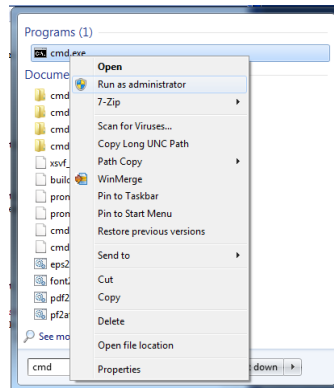 Programs (1)
cmd.exe
Open
Run as administrator
7-Zip
Scan for Viruses...
Copy Long UNC Path
Path Copy
WinMerge
Pin to Taskbar
Pin to Start Menu
Restore previous versions
Send to
Cut
Copy
Delete
Open file location
Properties
Docume
cmd
cmd
cmd
cmd
xsvf_
build
pron
pron
cmd
cmd
eps2
font2
pdf2
pf2a
See mo
cmd
down